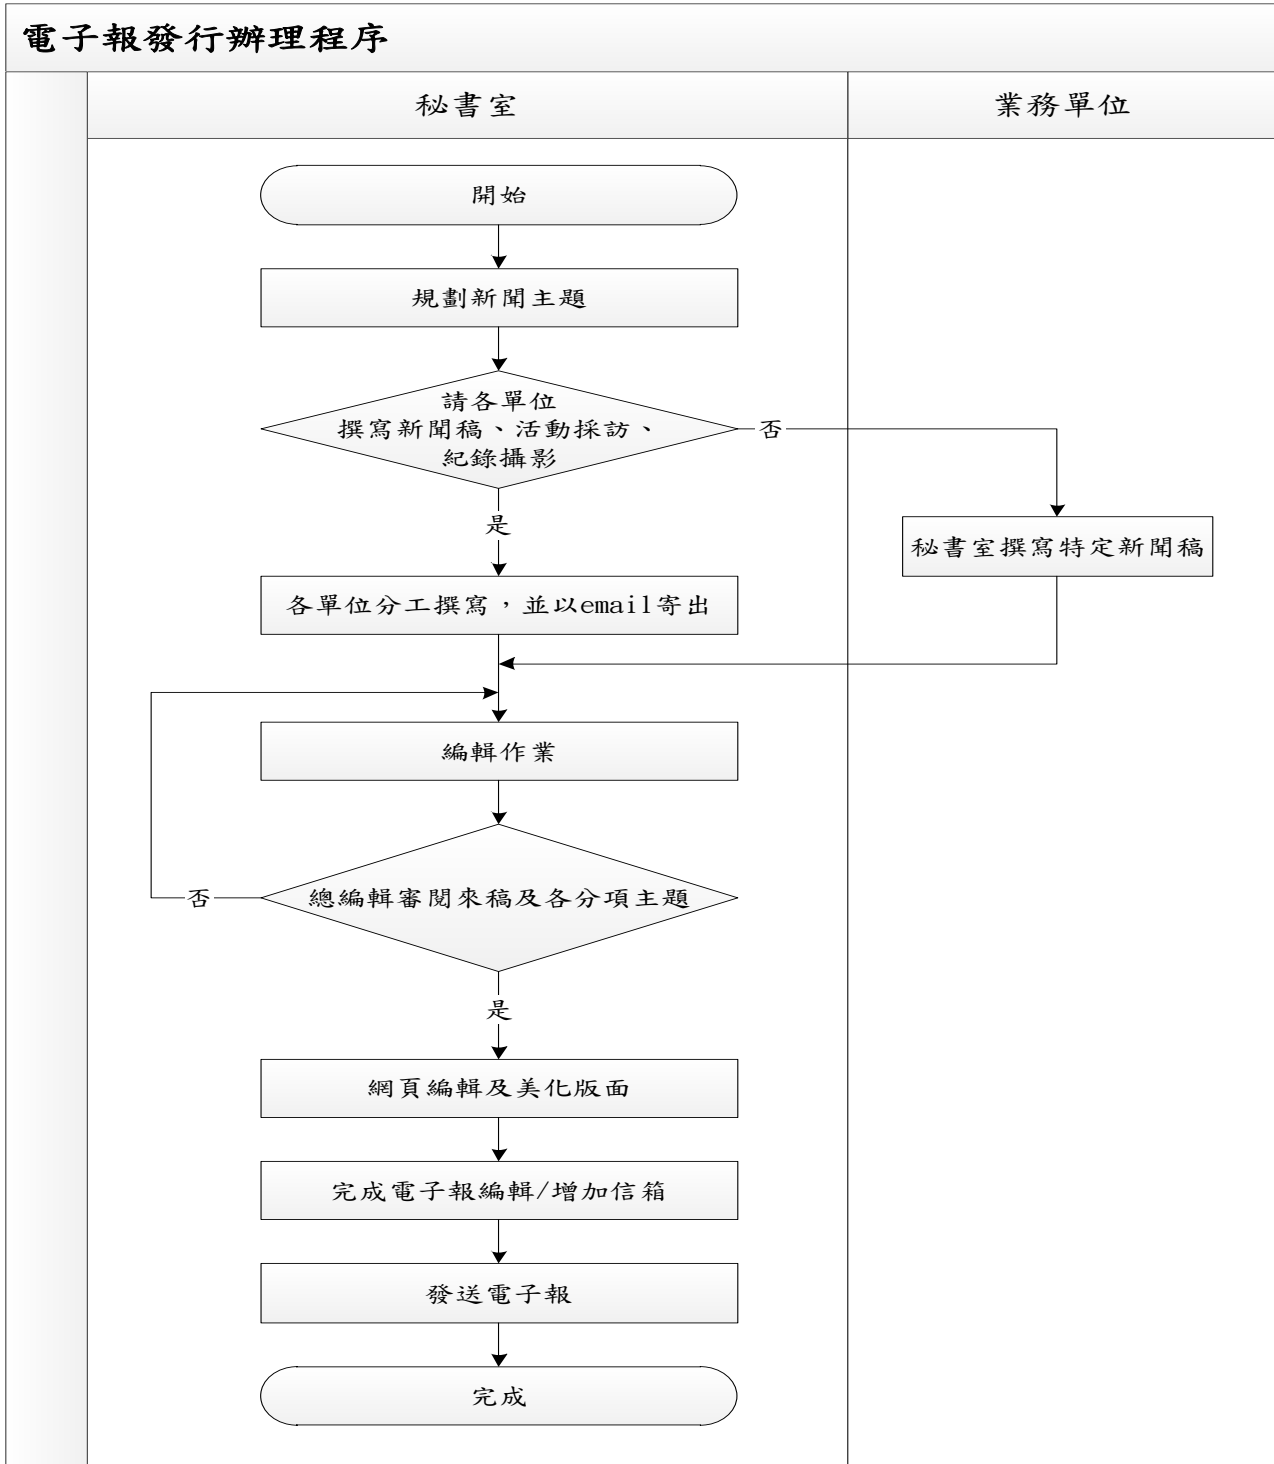 電子報發行辦理程序
秘書室
業務單位
開始
規劃新聞主題
請各單位
撰寫新聞稿、活動採訪、
紀錄攝影
否
是
秘書室撰寫特定新聞稿
各單位分工撰寫，並以email寄出
編輯作業
總編輯審閱來稿及各分項主題
否
是
網頁編輯及美化版面
完成電子報編輯/增加信箱
發送電子報
完成